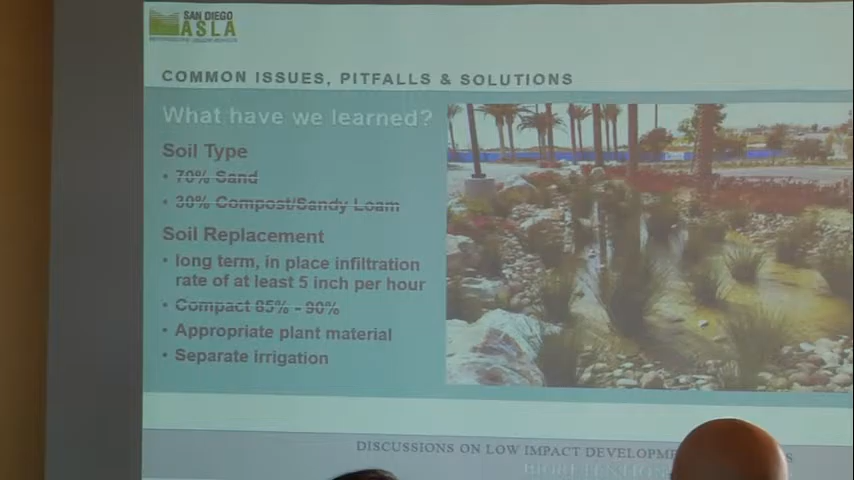 SAN DIEGO
ASLA
COMMON ISSUES, PITFALLS & SOLUTIONS
What have we learned?
Soil Type
• 70% Sand
• 30% Compost/Sandy Loam
Soil Replacement
• long term, in place infiltration
rate of at least 5 inch per hour
• Compact 85% - 90%
• Appropriate plant material
• Separate irrigation
DISCUSSIONS ON LOW IMPACT